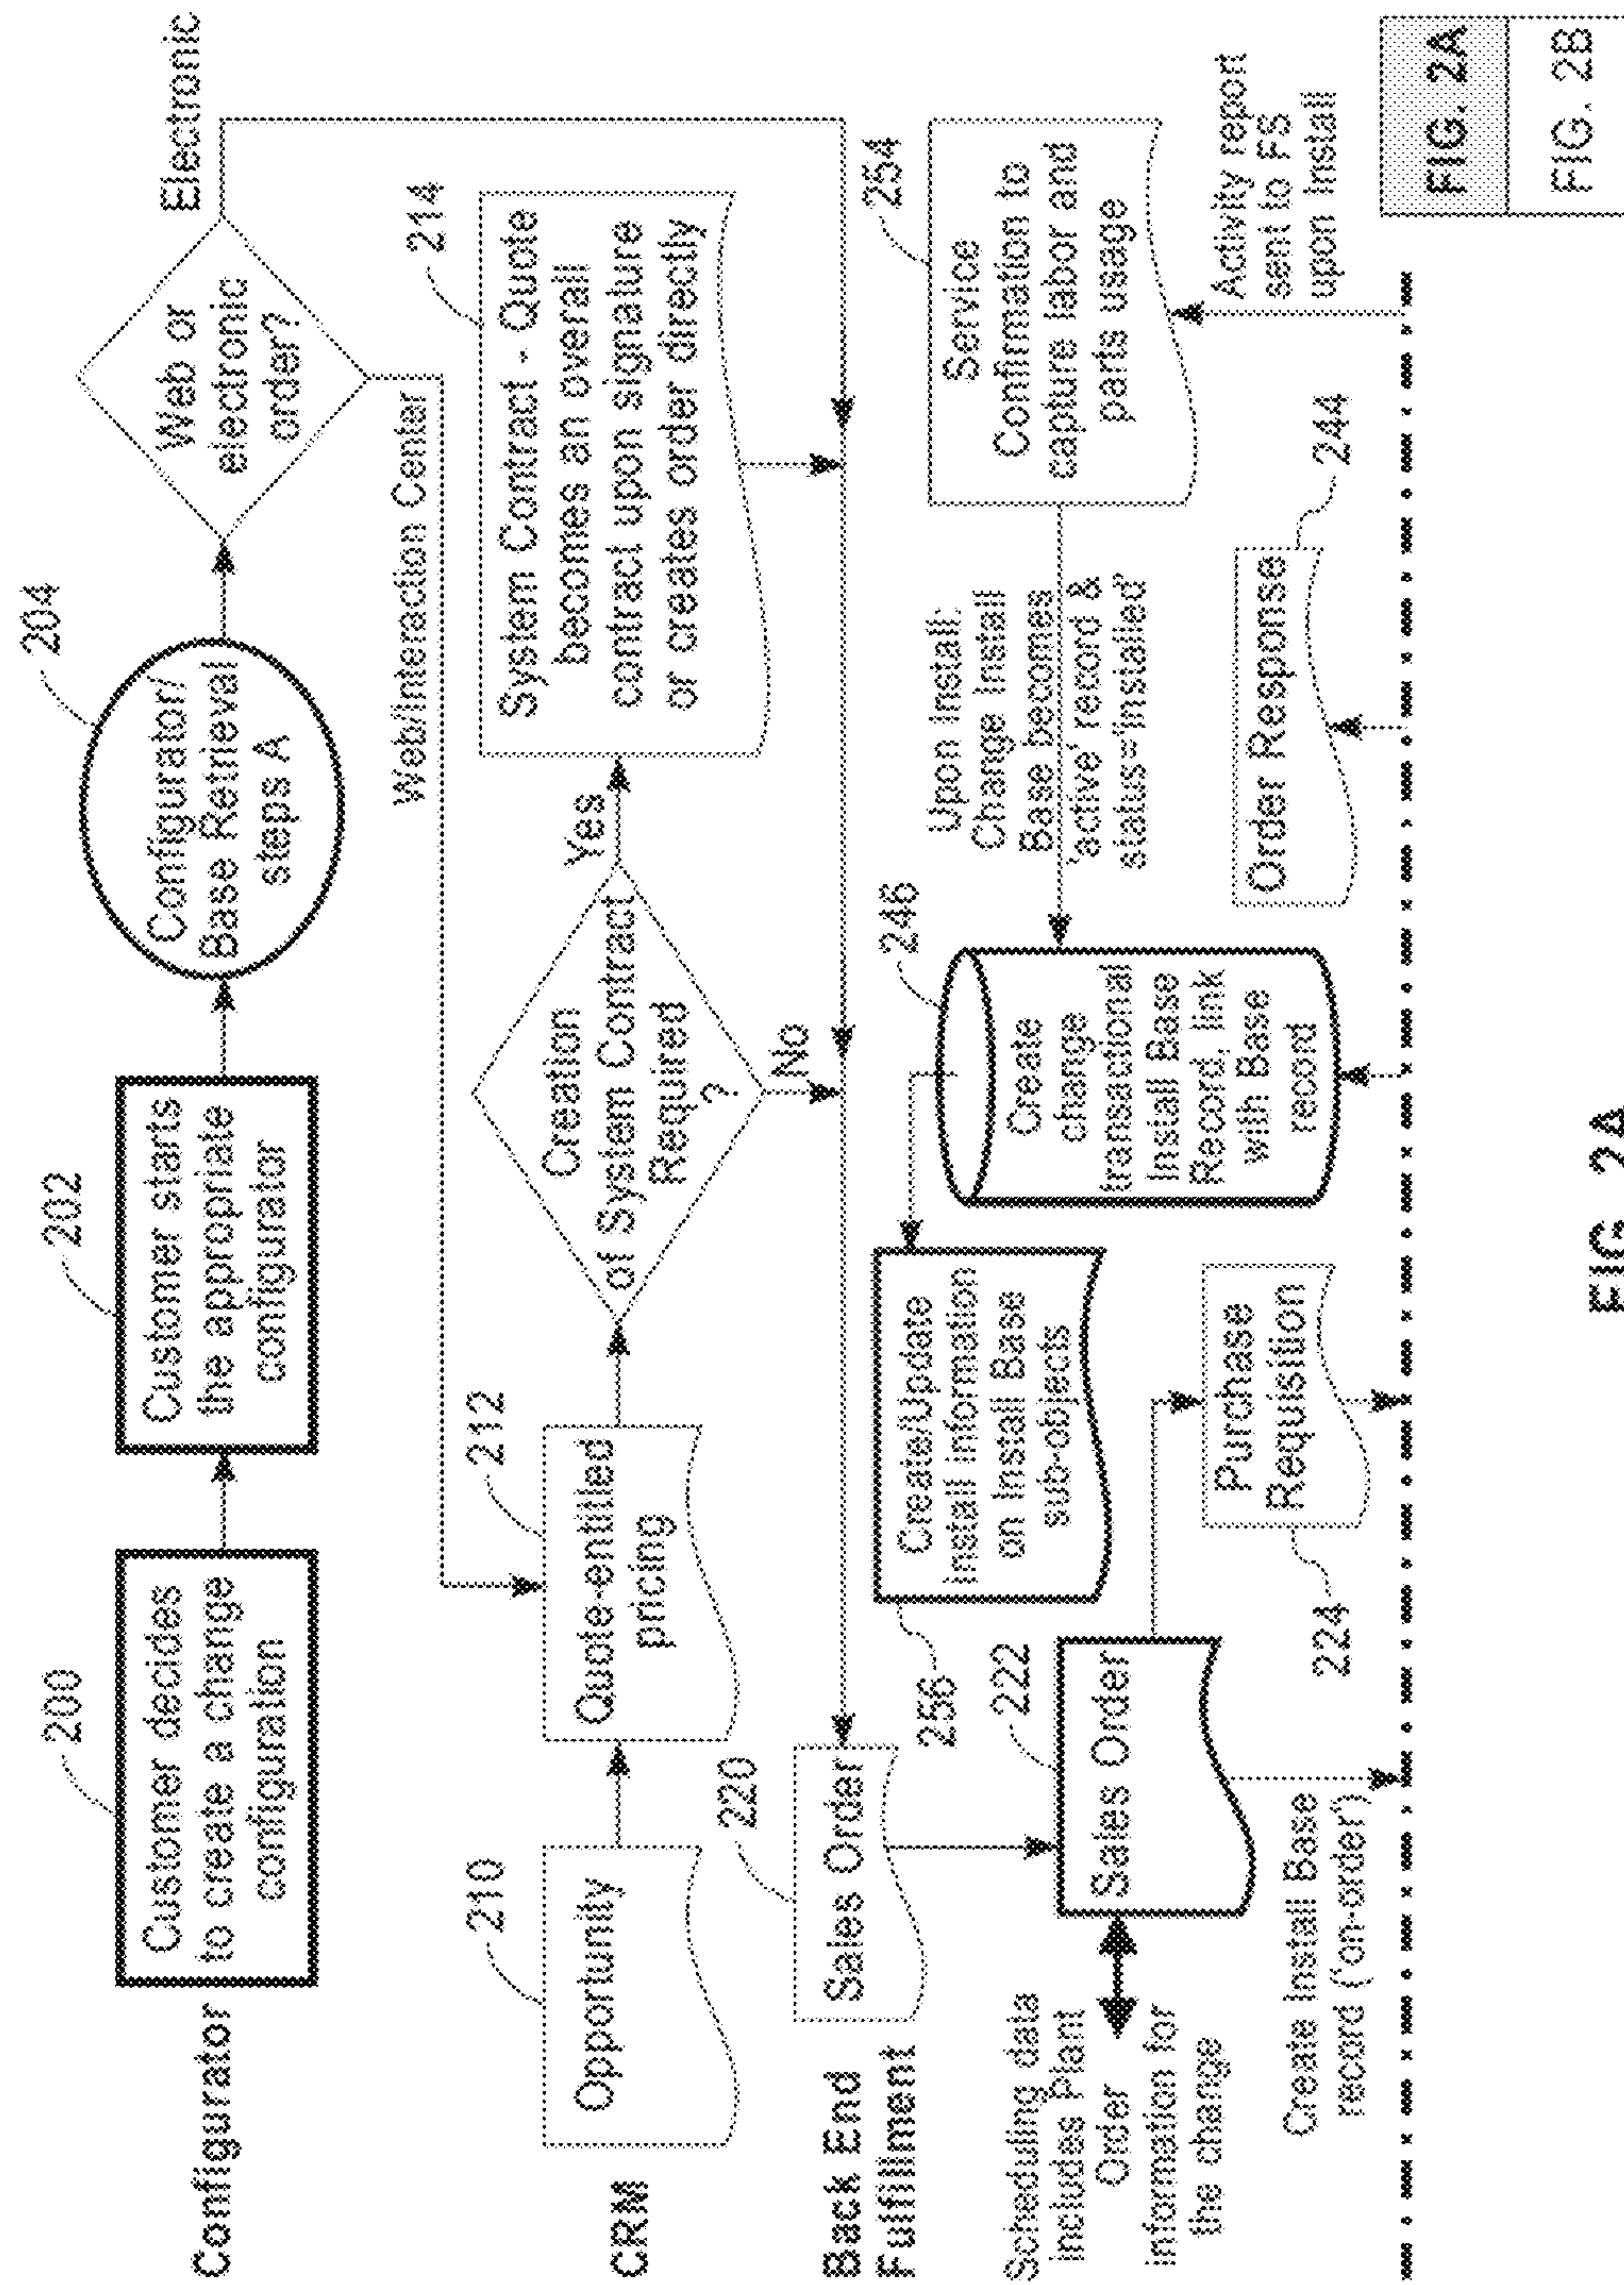 Configurator
200
Customer decides
to create a change
configuration
202
Customer starts
the appropriate
configurator
204
Configurator/
Base Retrieval
steps A
Web or
electronic
order?
Electronic
Web/Interaction Center
CRM
210
Opportunity
212
Quote-entitled
pricing
Creation
of System Contract
Required
?
Yes
No
214
System Contract - Quote
becomes an overall
contract upon signature
or creates order directly
Back End
Fulfillment
220
Sales Order
Scheduling data
includes Plant
Order
information for
the change
222
Sales Order
256
Create/Update
Install information
on Install Base
sub-objects
246
Create
change
transactional
Install Base
Record, link
with Base
record
Upon Install:
Change Install
Base becomes
'active' record &
status='installed'
254
Service
Confirmation to
capture labor and
parts usage
Create Install Base
record ('on-order')
224
Purchase
Requisition
Order Response
244
Activity report
sent to FS
upon Install
FIG. 2A
FIG. 2B
FIG. 2A